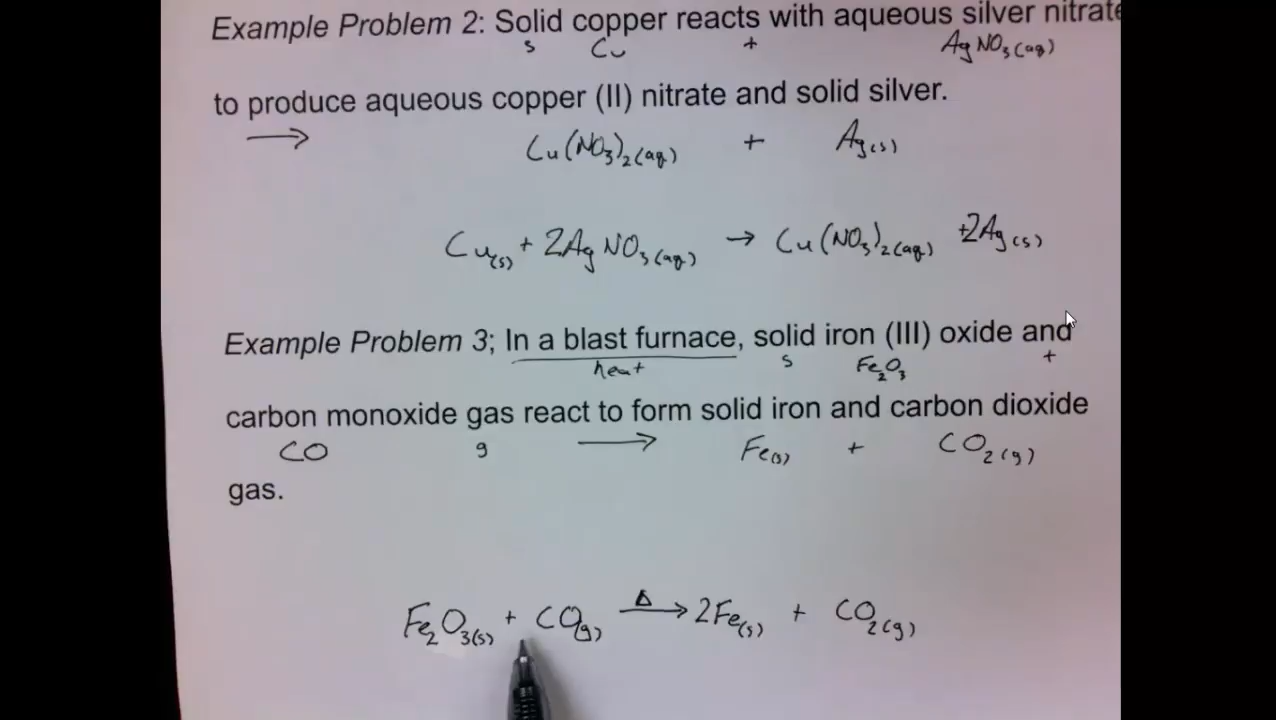 Example Problem 2: Solid copper reacts with aqueous silver nitrate
s Cu + AgNO3(aq)
to produce aqueous copper (II) nitrate and solid silver.
→ Cu(NO3)2(aq) + Ag(s)
Cu(s) + 2AgNO3(aq) → Cu(NO3)2(aq) +2Ag(s)
Example Problem 3; In a blast furnace, solid iron (III) oxide and
heat s Fe2O3 +
carbon monoxide gas react to form solid iron and carbon dioxide
CO g → Fe(s) + CO2(g)
gas.
Fe2O3(s) + CO(g) Δ→ 2Fe(s) + CO2(g)